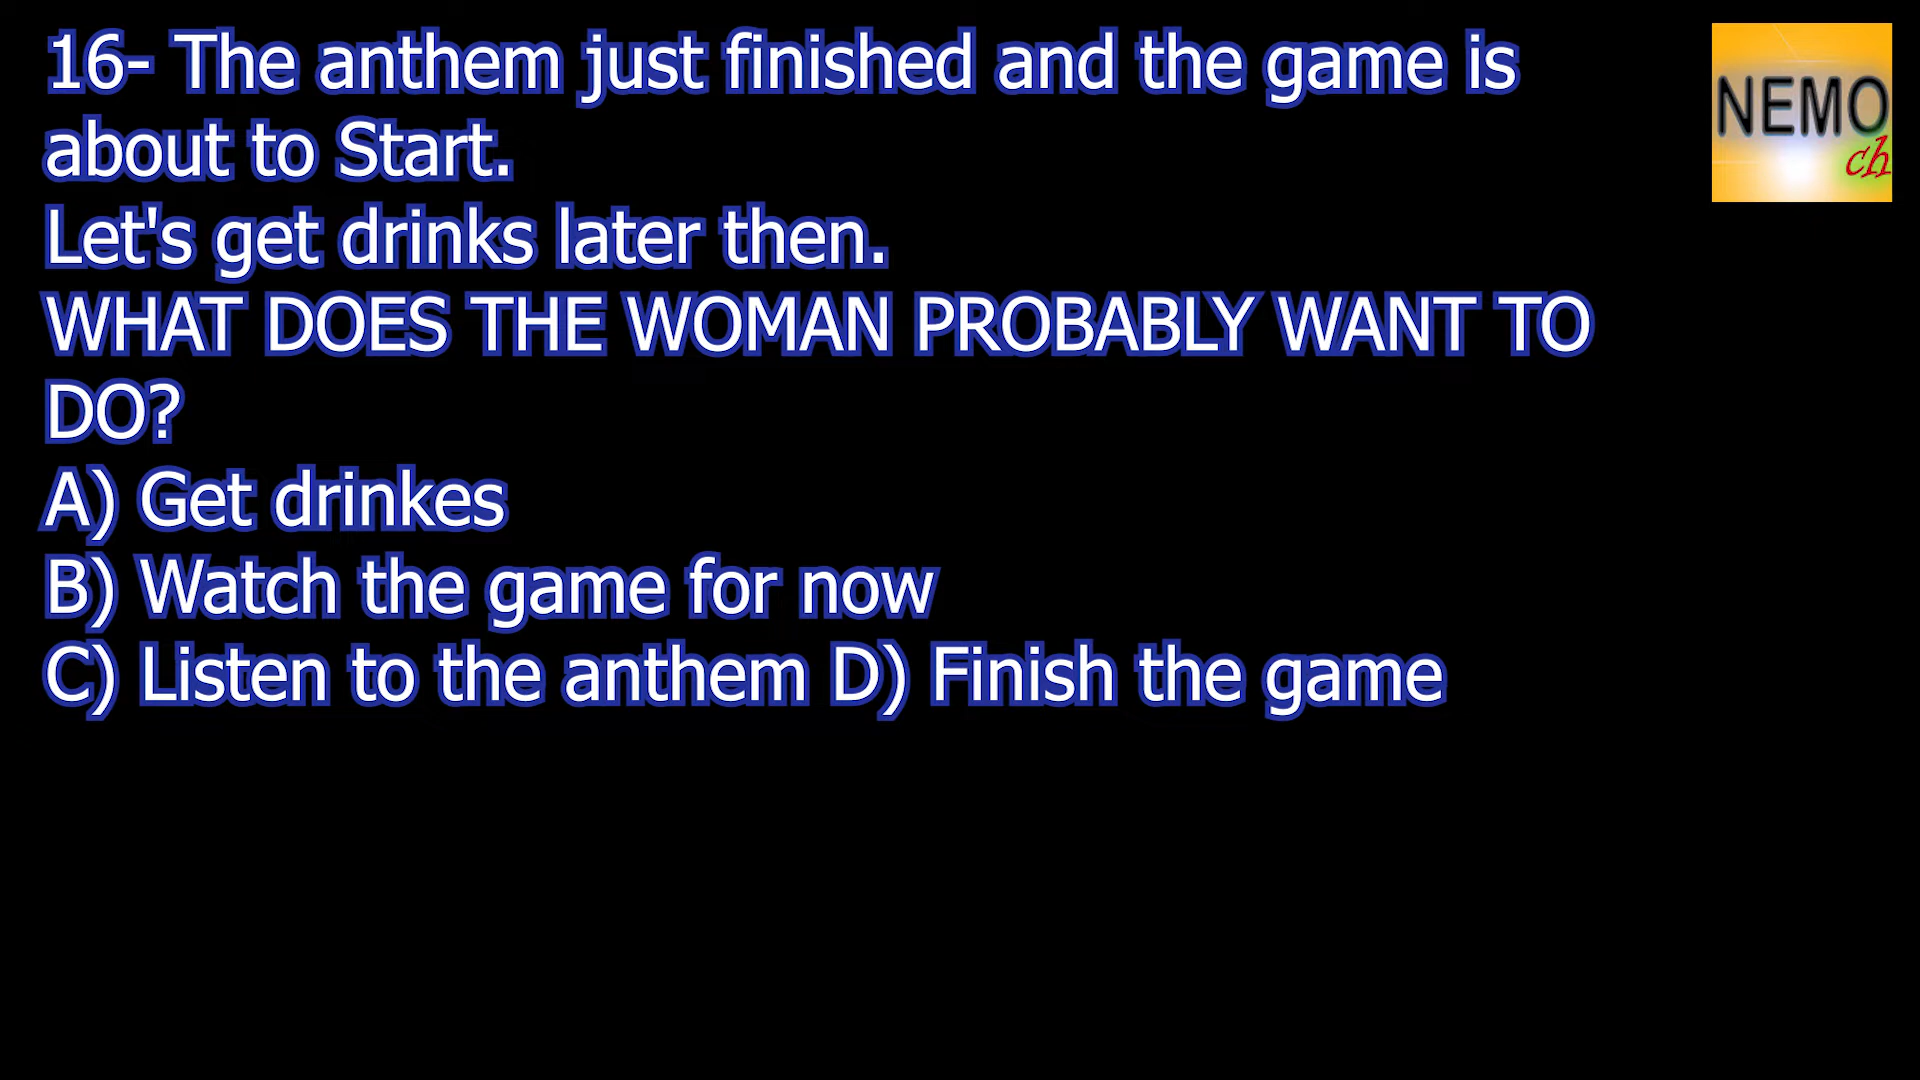 16- The anthem just finished and the game is
about to Start.
Let's get drinks later then.
WHAT DOES THE WOMAN PROBABLY WANT TO
DO?
A) Get drinkes
B) Watch the game for now
C) Listen to the anthem D) Finish the game
NEMO
ch